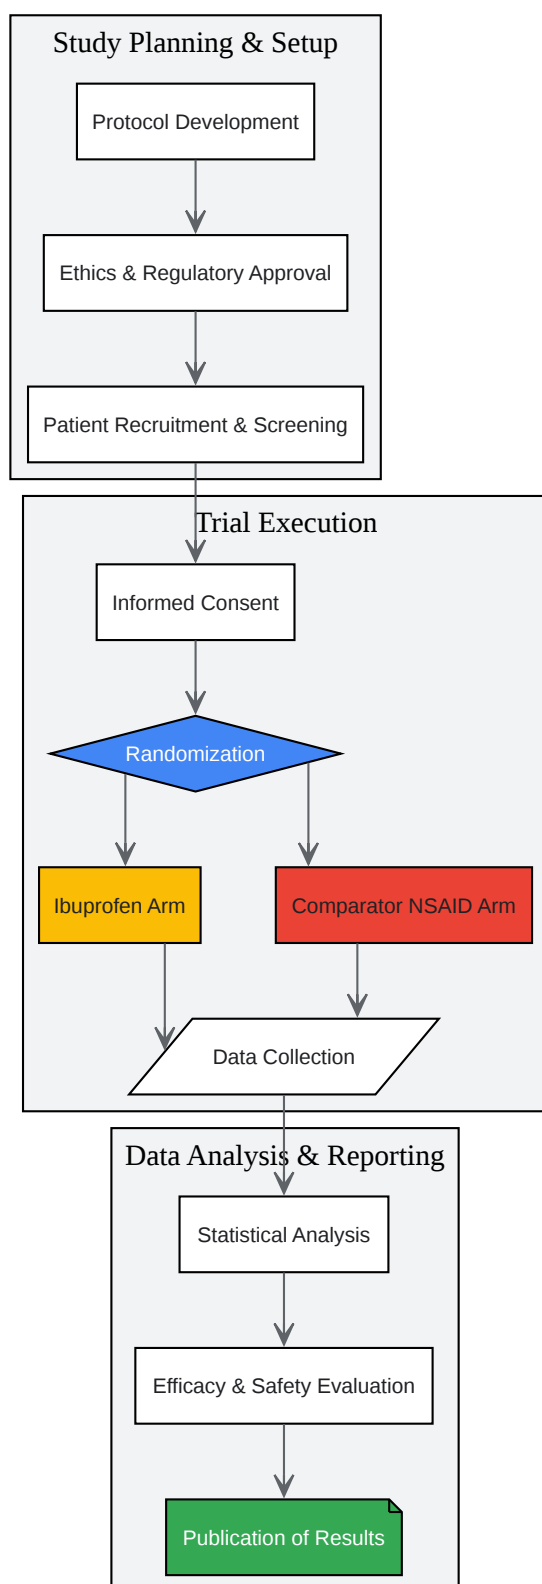 Study Planning & Setup
Protocol Development
Ethics & Regulatory Approval
Patient Recruitment & Screening
Trial Execution
Informed Consent
Randomization
Ibuprofen Arm
Comparator NSAID Arm
Data Collection
Data Analysis & Reporting
Statistical Analysis
Efficacy & Safety Evaluation
Publication of Results